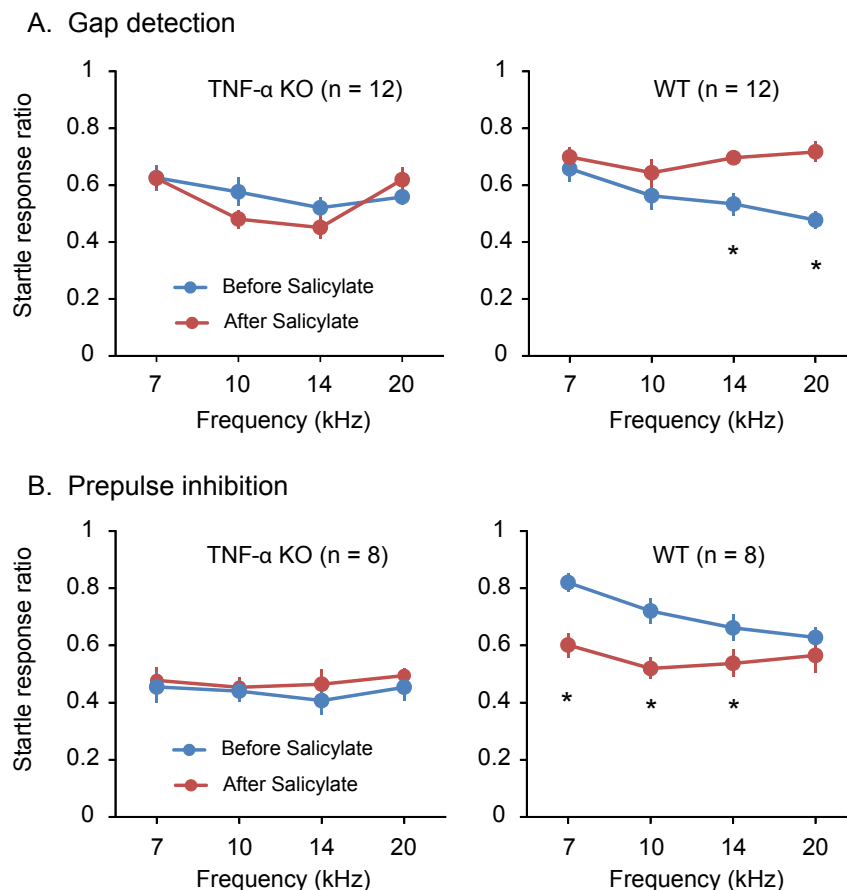 A. Gap detection
Startle response ratio
1
0.8
0.6
0.4
0.2
0
TNF-α KO (n = 12)
Before Salicylate
After Salicylate
7 10 14 20
Frequency (kHz)
1
0.8
0.6
0.4
0.2
0
WT (n = 12)
* *
7 10 14 20
Frequency (kHz)
B. Prepulse inhibition
Startle response ratio
1
0.8
0.6
0.4
0.2
0
TNF-α KO (n = 8)
Before Salicylate
After Salicylate
7 10 14 20
Frequency (kHz)
1
0.8
0.6
0.4
0.2
0
WT (n = 8)
* * *
7 10 14 20
Frequency (kHz)